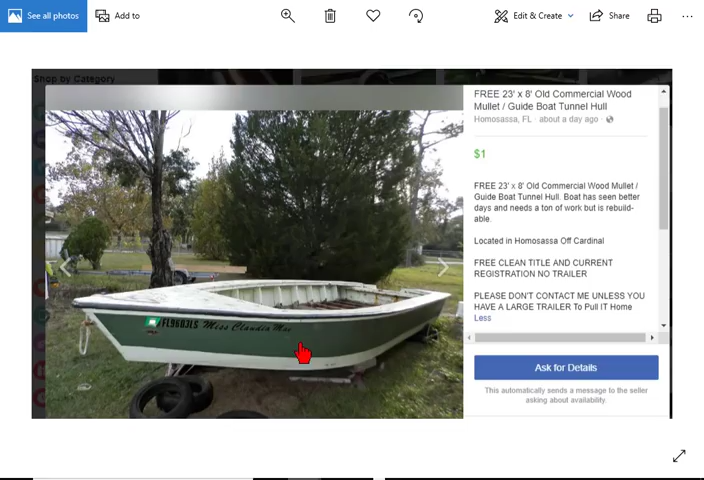 See all photos
Add to
Edit & Create
Share
Shop by Category
FREE 23' x 8' Old Commercial Wood
Mullet / Guide Boat Tunnel Hull
Homosassa, FL · about a day ago ·
$1
FREE 23' x 8' Old Commercial Wood Mullet /
Guide Boat Tunnel Hull. Boat has seen better
days and needs a ton of work but is rebuild-
able.
Located in Homosassa Off Cardinal
FREE CLEAN TITLE AND CURRENT
REGISTRATION NO TRAILER
PLEASE DON'T CONTACT ME UNLESS YOU
HAVE A LARGE TRAILER To Pull IT Home
Less
Ask for Details
This automatically sends a message to the seller
asking about availability.
Miss Claudia Mae